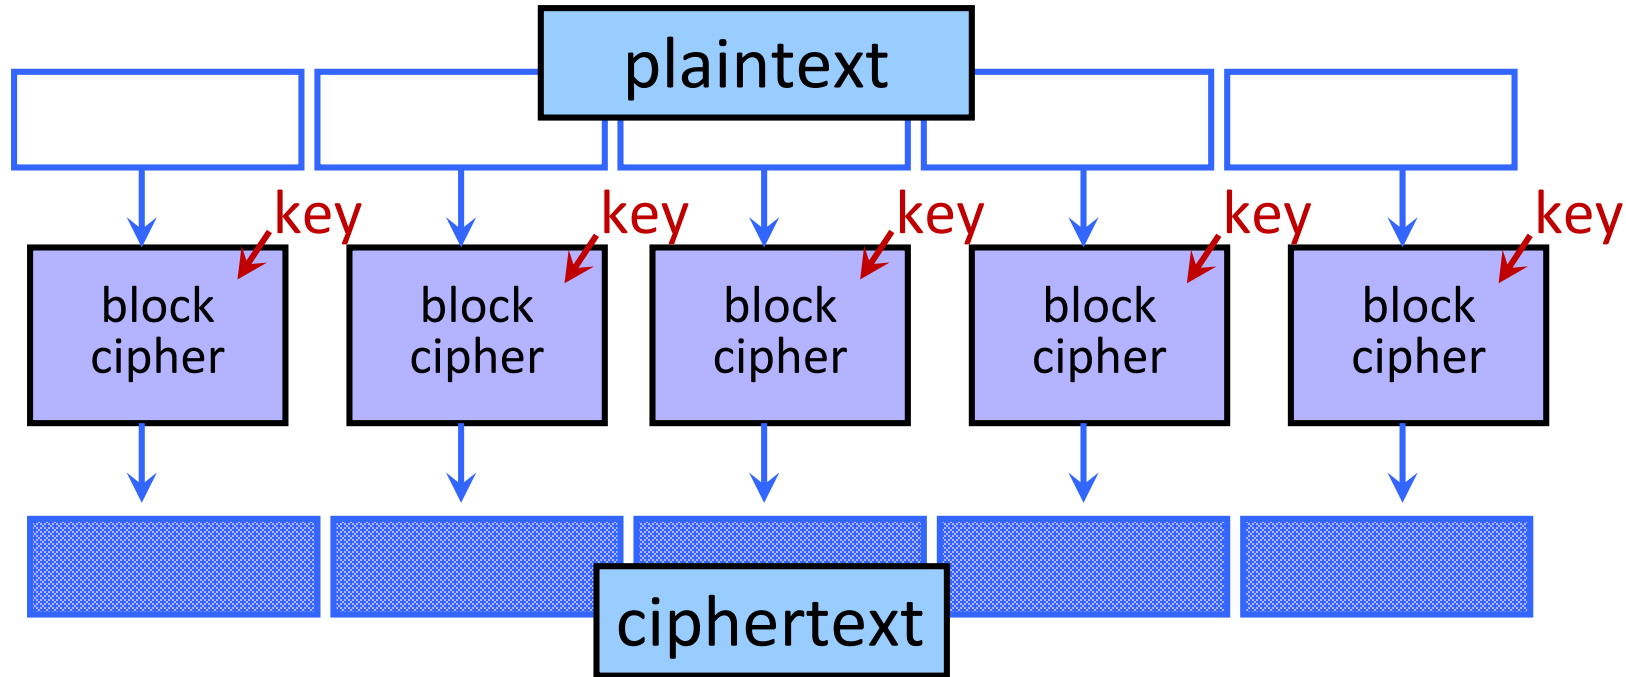 plaintext
key
key
key
key
key
block
cipher
block
cipher
block
cipher
block
cipher
block
cipher
ciphertext